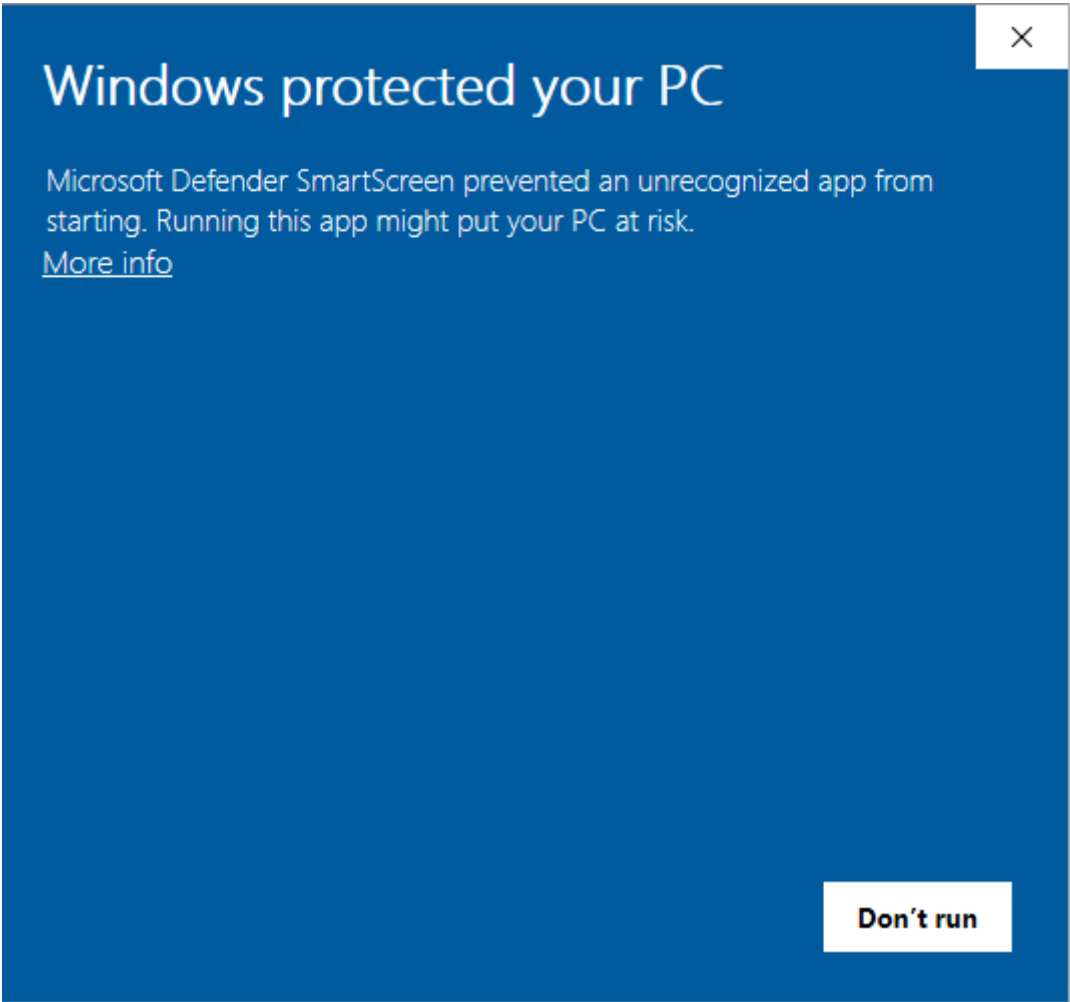 Windows protected your PC
Microsoft Defender SmartScreen prevented an unrecognized app from
starting. Running this app might put your PC at risk.
More info
Don't run